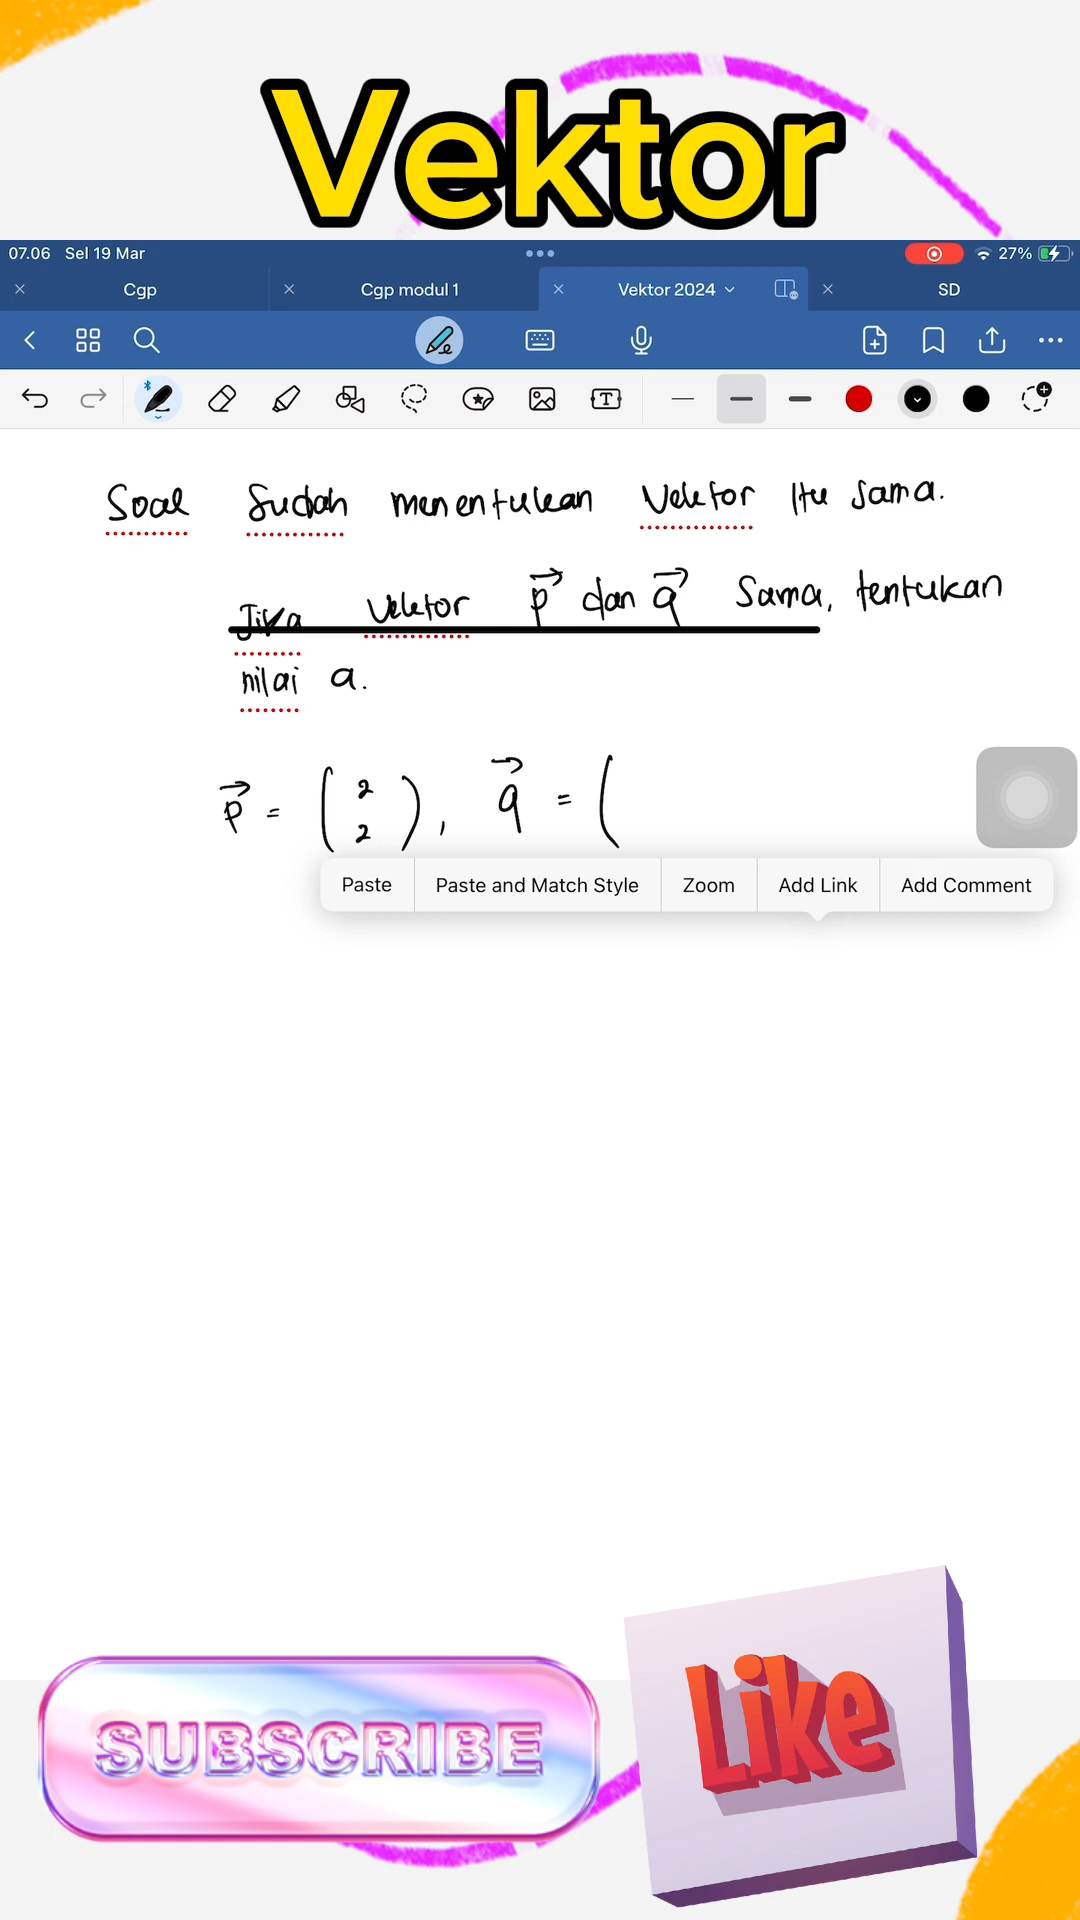 Vektor
07.06 Sel 19 Mar
27%
Cgp
Cgp modul 1
Vektor 2024
SD
Soal Sudah menentukan Vektor Itu Sama.
Jika Vektor p⃗ dan q⃗ Sama, tentukan
nilai a.
p⃗ = ( 2 2 ), q⃗ = (
Paste Paste and Match Style Zoom Add Link Add Comment
SUBSCRIBE
Like